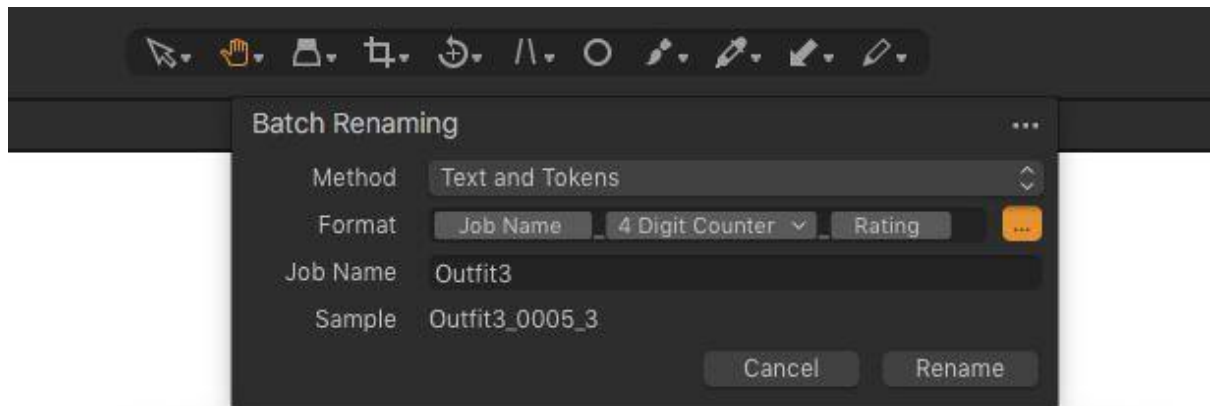 Batch Renaming ...
Method Text and Tokens
Format Job Name _ 4 Digit Counter _ Rating ...
Job Name Outfit3
Sample Outfit3_0005_3
Cancel Rename